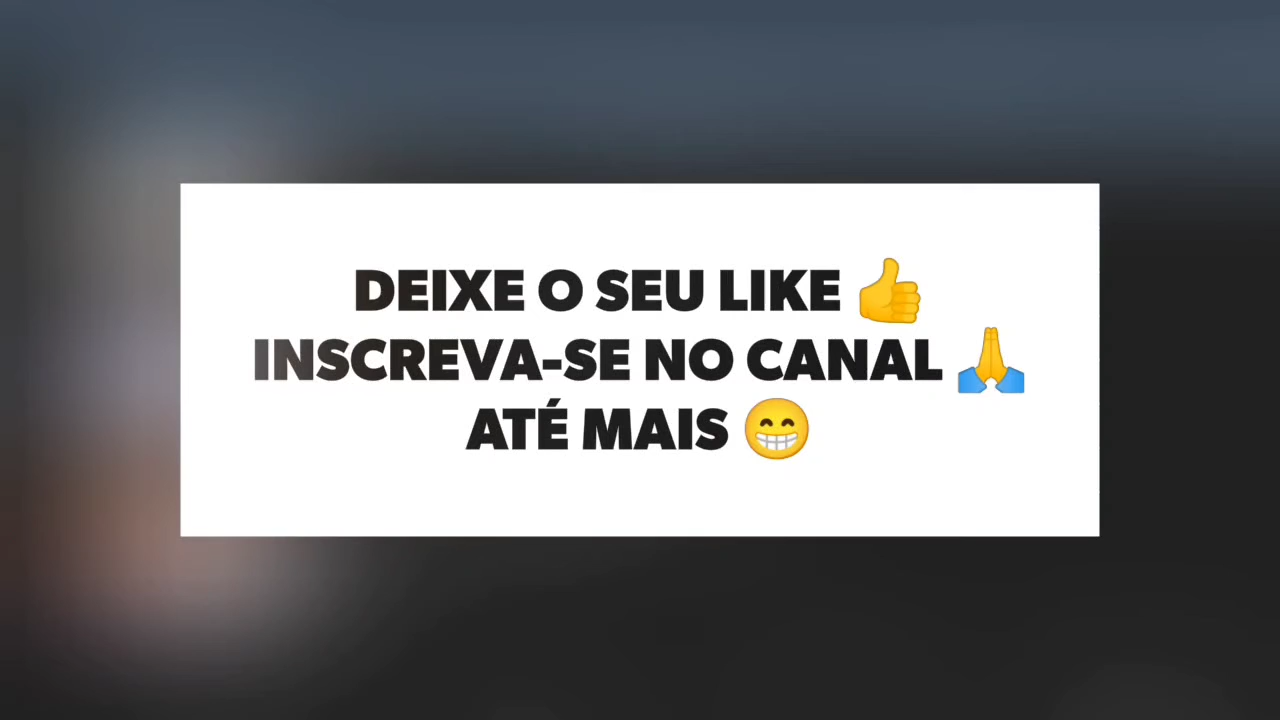 DEIXE O SEU LIKE 👍
INSCREVA-SE NO CANAL 🙏
ATÉ MAIS 😁